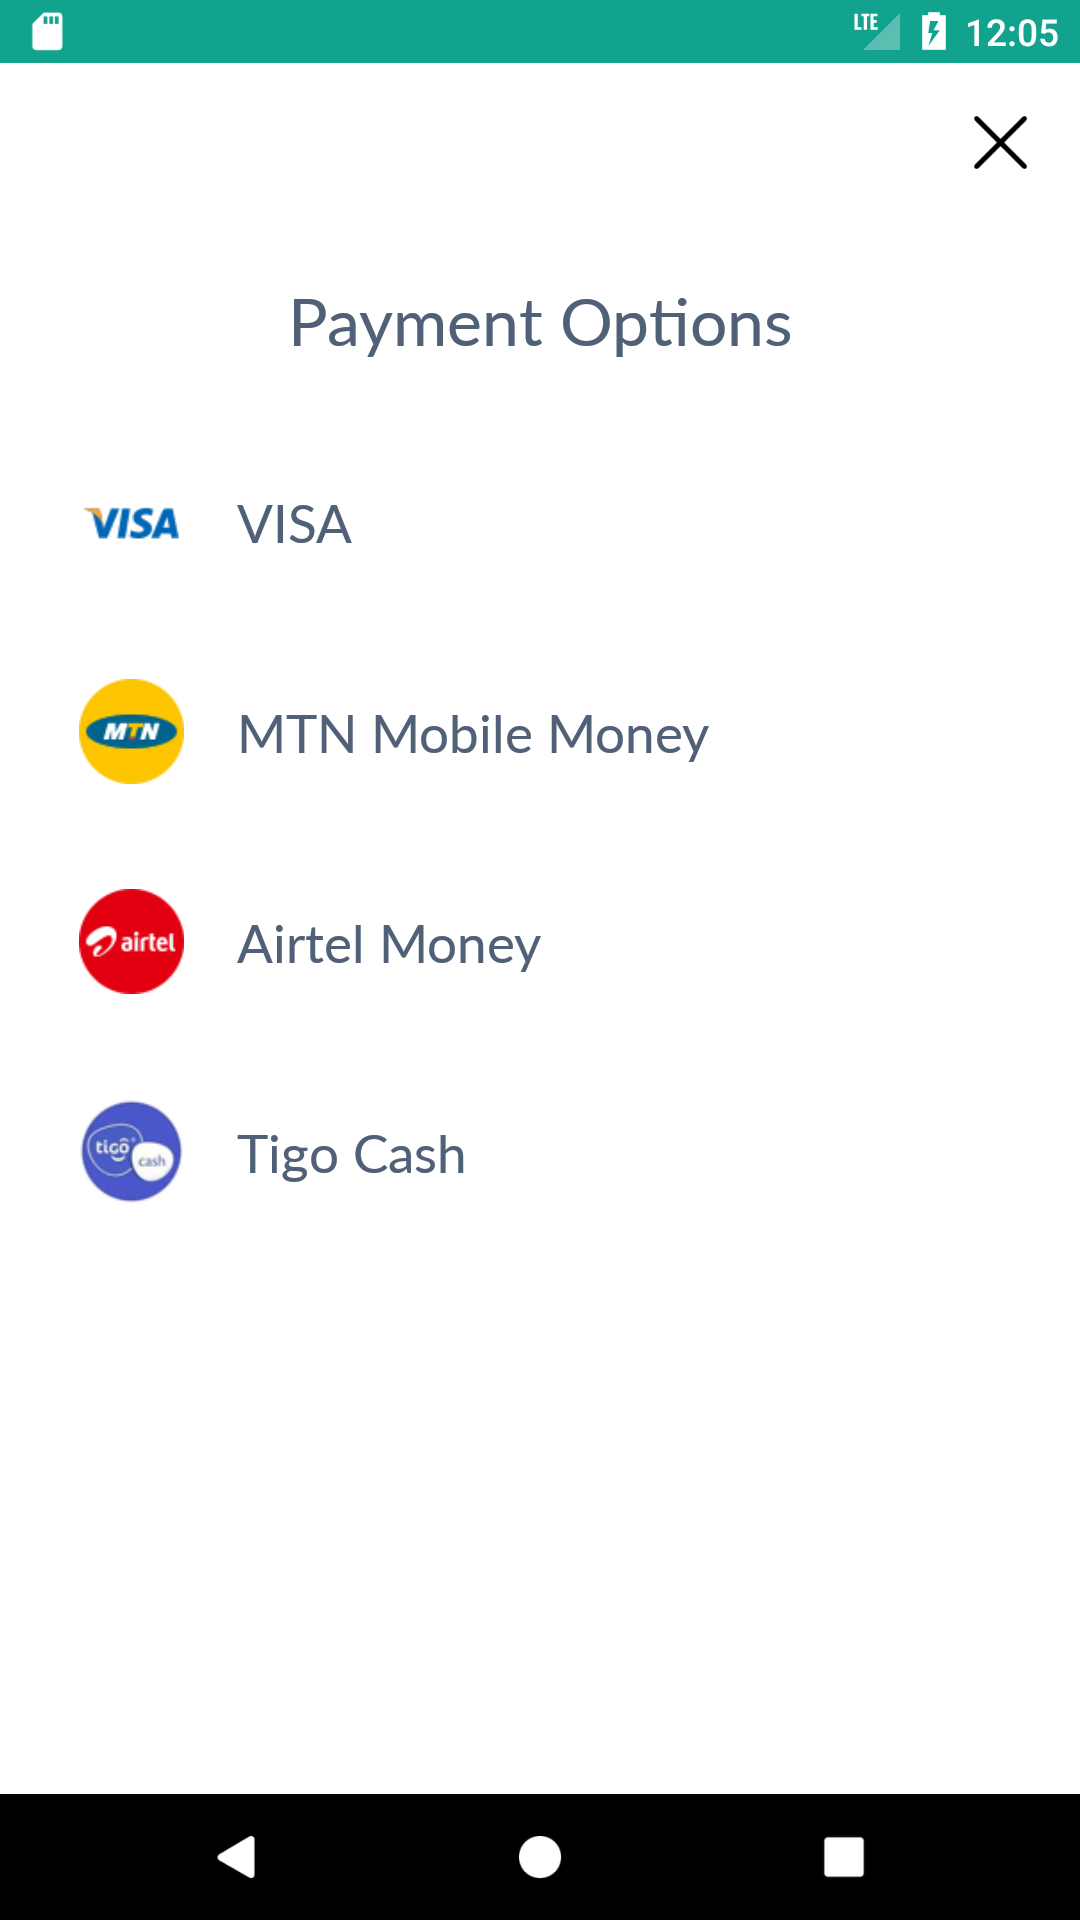 LTE 12:05
Payment Options
VISA VISA
MTN MTN Mobile Money
airtel Airtel Money
tigo cash Tigo Cash